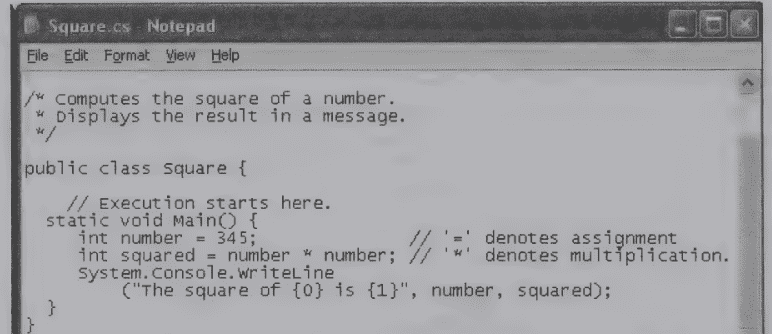 Square.cs - Notepad
File Edit Format View Help
/* Computes the square of a number.
* Displays the result in a message.
*/
public class Square {
// Execution starts here.
static void Main() {
int number = 345; // '=' denotes assignment
int squared = number * number; // '*' denotes multiplication.
System.Console.WriteLine
("The square of {0} is {1}", number, squared);
}
}